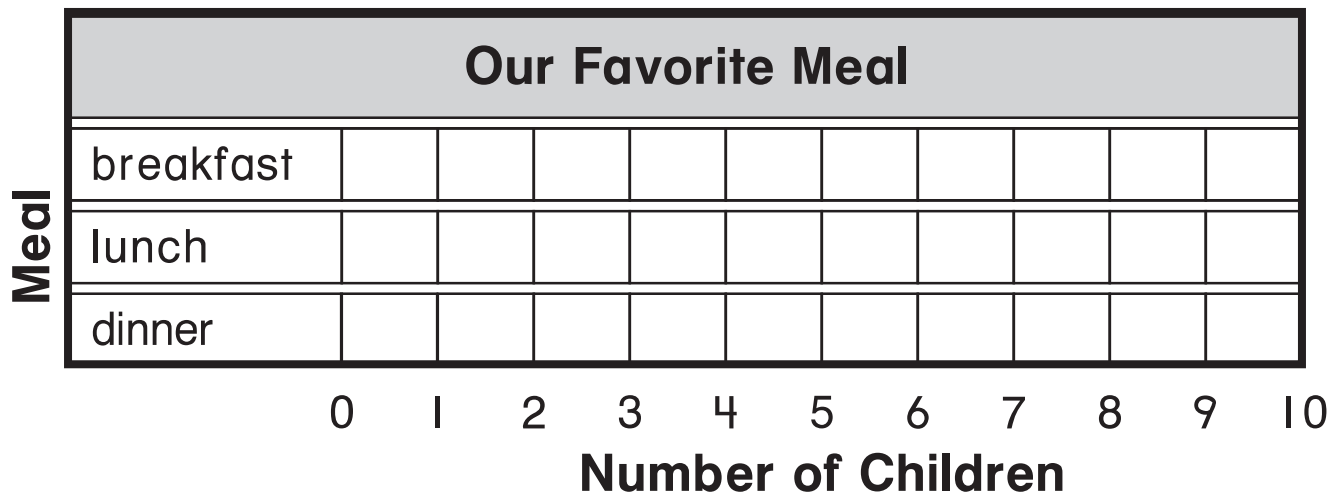 Our Favorite Meal
Meal
breakfast
lunch
dinner
0 1 2 3 4 5 6 7 8 9 10
Number of Children